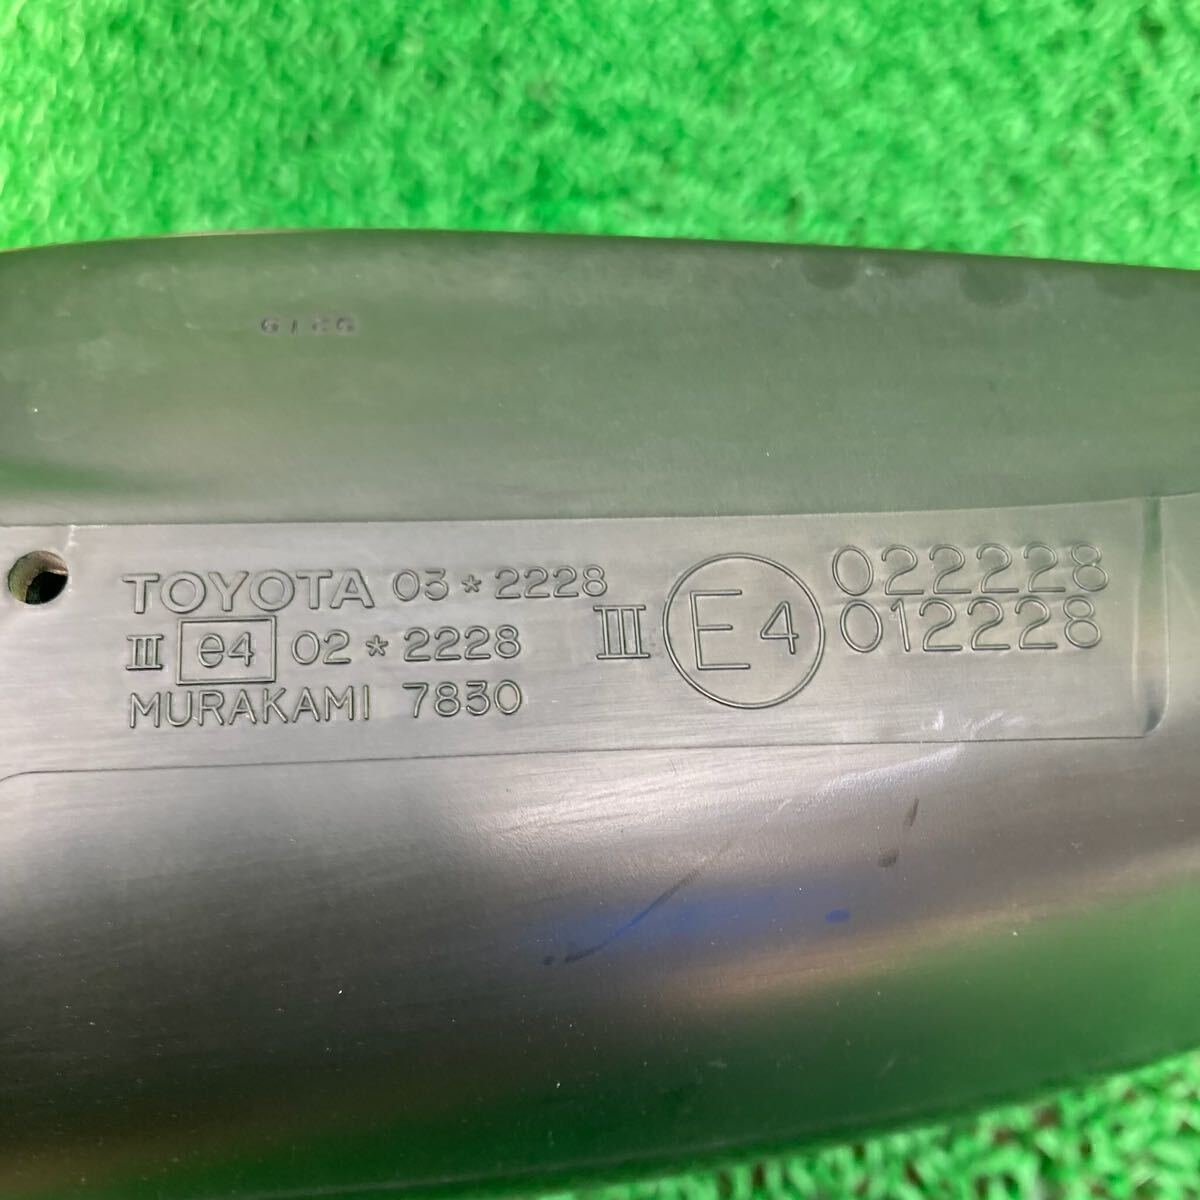 TOYOTA 03*2228
III e4 02*2228
MURAKAMI 7830
III E4 022228
012228